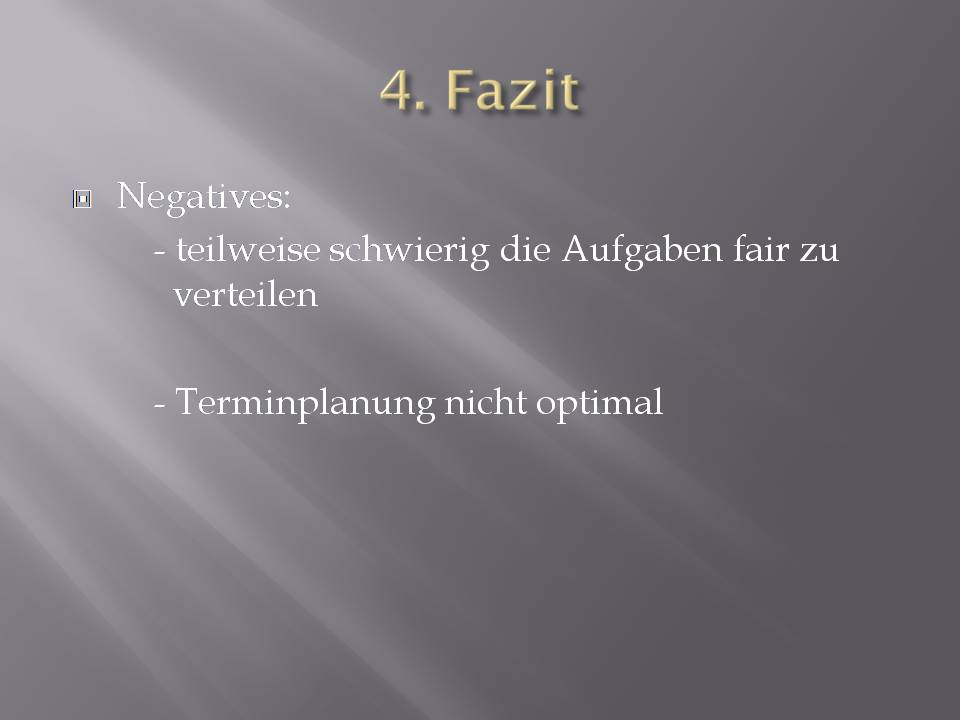 4. Fazit
Negatives:
- teilweise schwierig die Aufgaben fair zu
verteilen
- Terminplanung nicht optimal